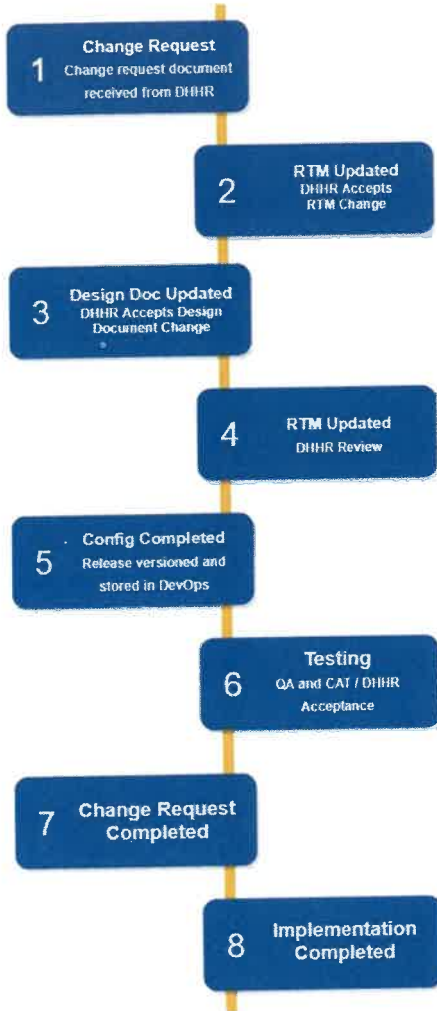 1
Change Request
Change request document
received from DHHR
2
RTM Updated
DHHR Accepts
RTM Change
3
Design Doc Updated
DHHR Accepts Design
Document Change
4
RTM Updated
DHHR Review
5
Config Completed
Release versioned and
stored in DevOps
6
Testing
QA and CAT / DHHR
Acceptance
7
Change Request
Completed
8
Implementation
Completed